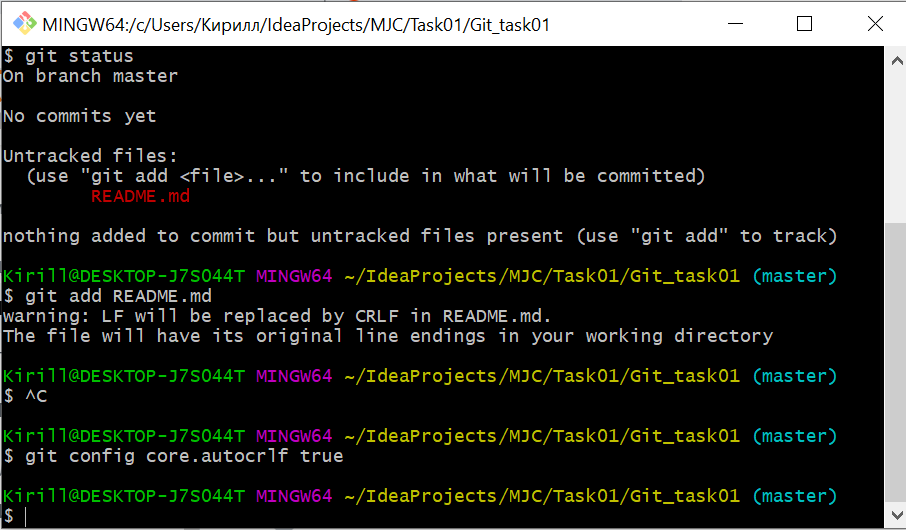 MINGW64:/c/Users/Кирилл/IdeaProjects/MJC/Task01/Git_task01
$ git status
On branch master
No commits yet
Untracked files:
(use "git add <file>..." to include in what will be committed)
README.md
nothing added to commit but untracked files present (use "git add" to track)
Kirill@DESKTOP-J7SO44T MINGW64 ~/IdeaProjects/MJC/Task01/Git_task01 (master)
$ git add README.md
warning: LF will be replaced by CRLF in README.md.
The file will have its original line endings in your working directory
Kirill@DESKTOP-J7SO44T MINGW64 ~/IdeaProjects/MJC/Task01/Git_task01 (master)
$ ^C
Kirill@DESKTOP-J7SO44T MINGW64 ~/IdeaProjects/MJC/Task01/Git_task01 (master)
$ git config core.autocrlf true
Kirill@DESKTOP-J7SO44T MINGW64 ~/IdeaProjects/MJC/Task01/Git_task01 (master)
$